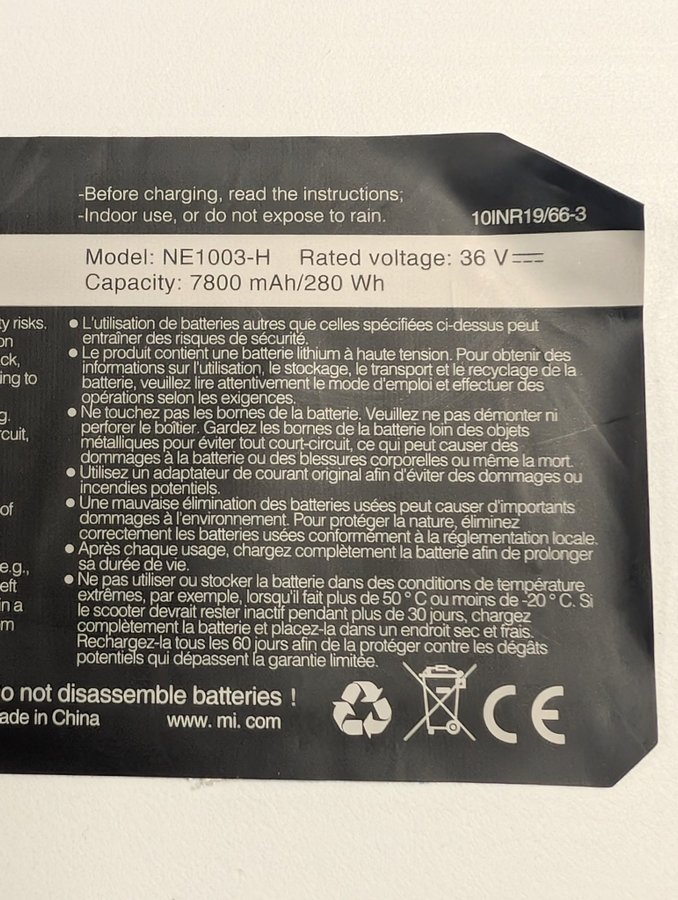 -Before charging, read the instructions;
-Indoor use, or do not expose to rain.
10INR19/66-3
Model: NE1003-H Rated voltage: 36 V⎓
Capacity: 7800 mAh/280 Wh
ty risks.
on
ck,
ing to
g.
rcuit,
of
e.g.,
eft
in a
m
● L'utilisation de batteries autres que celles spécifiées ci-dessus peut
entraîner des risques de sécurité.
● Le produit contient une batterie lithium à haute tension. Pour obtenir des
informations sur l'utilisation, le stockage, le transport et le recyclage de la
batterie, veuillez lire attentivement le mode d'emploi et effectuer des
opérations selon les exigences.
● Ne touchez pas les bornes de la batterie. Veuillez ne pas démonter ni
perforer le boîtier. Gardez les bornes de la batterie loin des objets
métalliques pour éviter tout court-circuit, ce qui peut causer des
dommages à la batterie ou des blessures corporelles ou même la mort.
● Utilisez un adaptateur de courant original afin d'éviter des dommages ou
incendies potentiels.
● Une mauvaise élimination des batteries usées peut causer d'importants
dommages à l'environnement. Pour protéger la nature, éliminez
correctement les batteries usées conformément à la réglementation locale.
● Après chaque usage, chargez complètement la batterie afin de prolonger
sa durée de vie.
● Ne pas utiliser ou stocker la batterie dans des conditions de température
extrêmes, par exemple, lorsqu'il fait plus de 50 ° C ou moins de -20 ° C. Si
le scooter devrait rester inactif pendant plus de 30 jours, chargez
complètement la batterie et placez-la dans un endroit sec et frais.
Rechargez-la tous les 60 jours afin de la protéger contre les dégâts
potentiels qui dépassent la garantie limitée.
o not disassemble batteries !
ade in China www. mi. com
CE